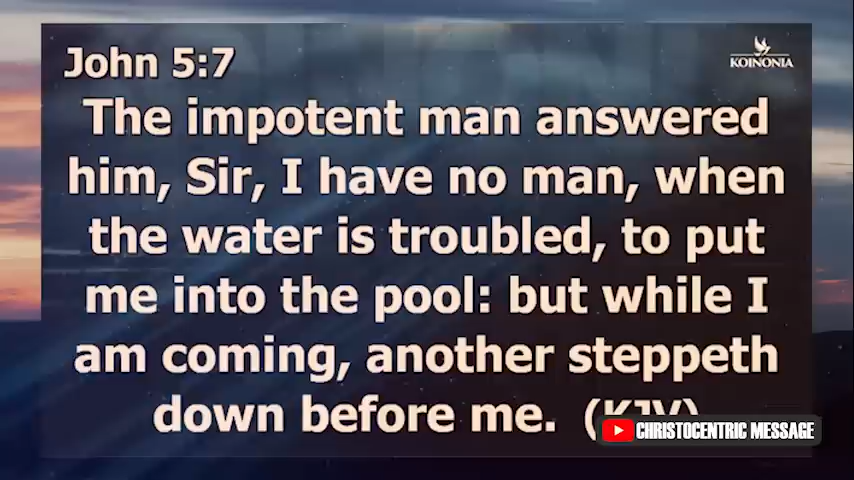 John 5:7
KOINONIA
The impotent man answered
him, Sir, I have no man, when
the water is troubled, to put
me into the pool: but while I
am coming, another steppeth
down before me. (KJV)
CHRISTOCENTRIC MESSAGE